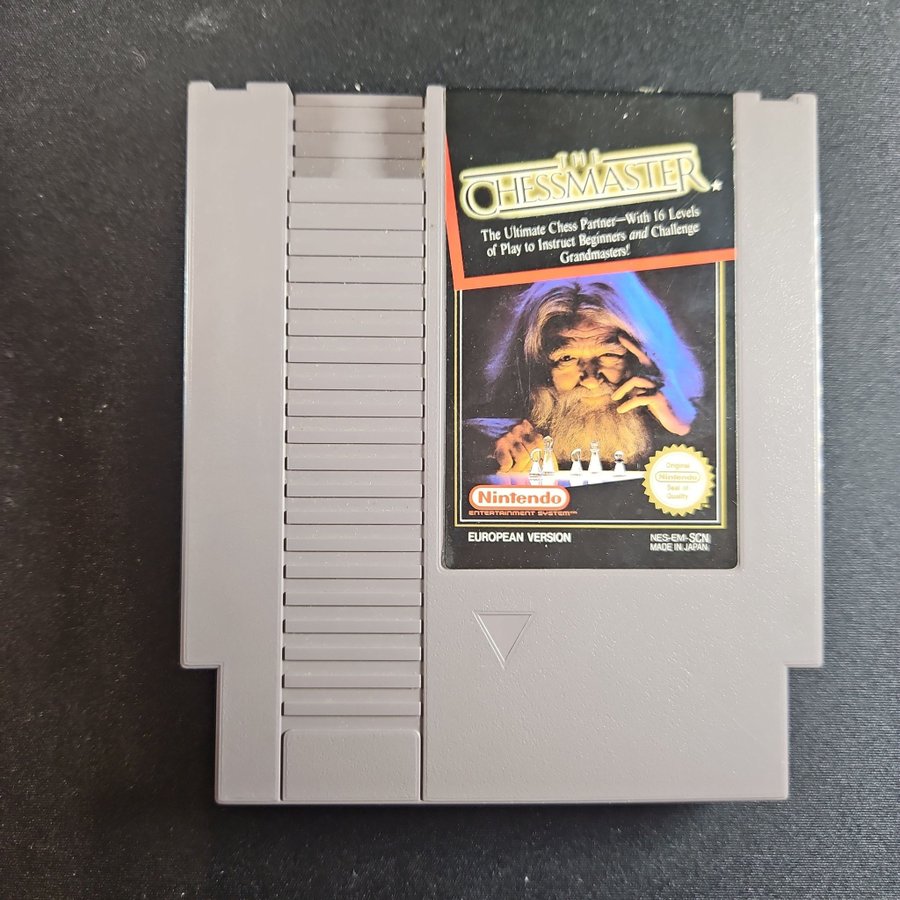 THE
CHESSMASTER
The Ultimate Chess Partner—With 16 Levels
of Play to Instruct Beginners and Challenge
Grandmasters!
Original
Nintendo
Seal of
Quality
Nintendo
ENTERTAINMENT SYSTEM™
EUROPEAN VERSION
NES-EM-SCN
MADE IN JAPAN